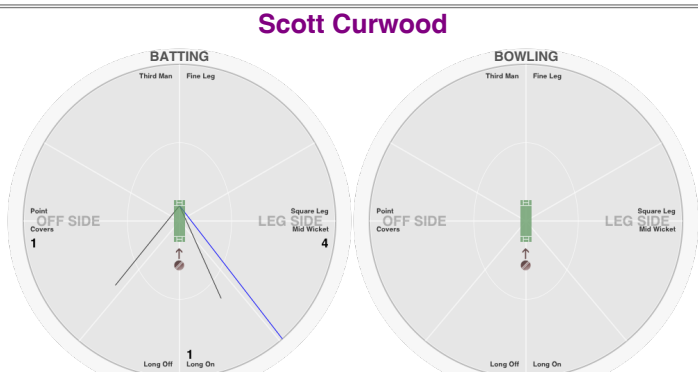 Scott Curwood
BATTING
Third Man Fine Leg
Point
OFF SIDE
Covers
1
Square Leg
LEG SIDE
Mid Wicket
4
1
Long Off Long On
BOWLING
Third Man Fine Leg
Point
OFF SIDE
Covers
Square Leg
LEG SIDE
Mid Wicket
Long Off Long On